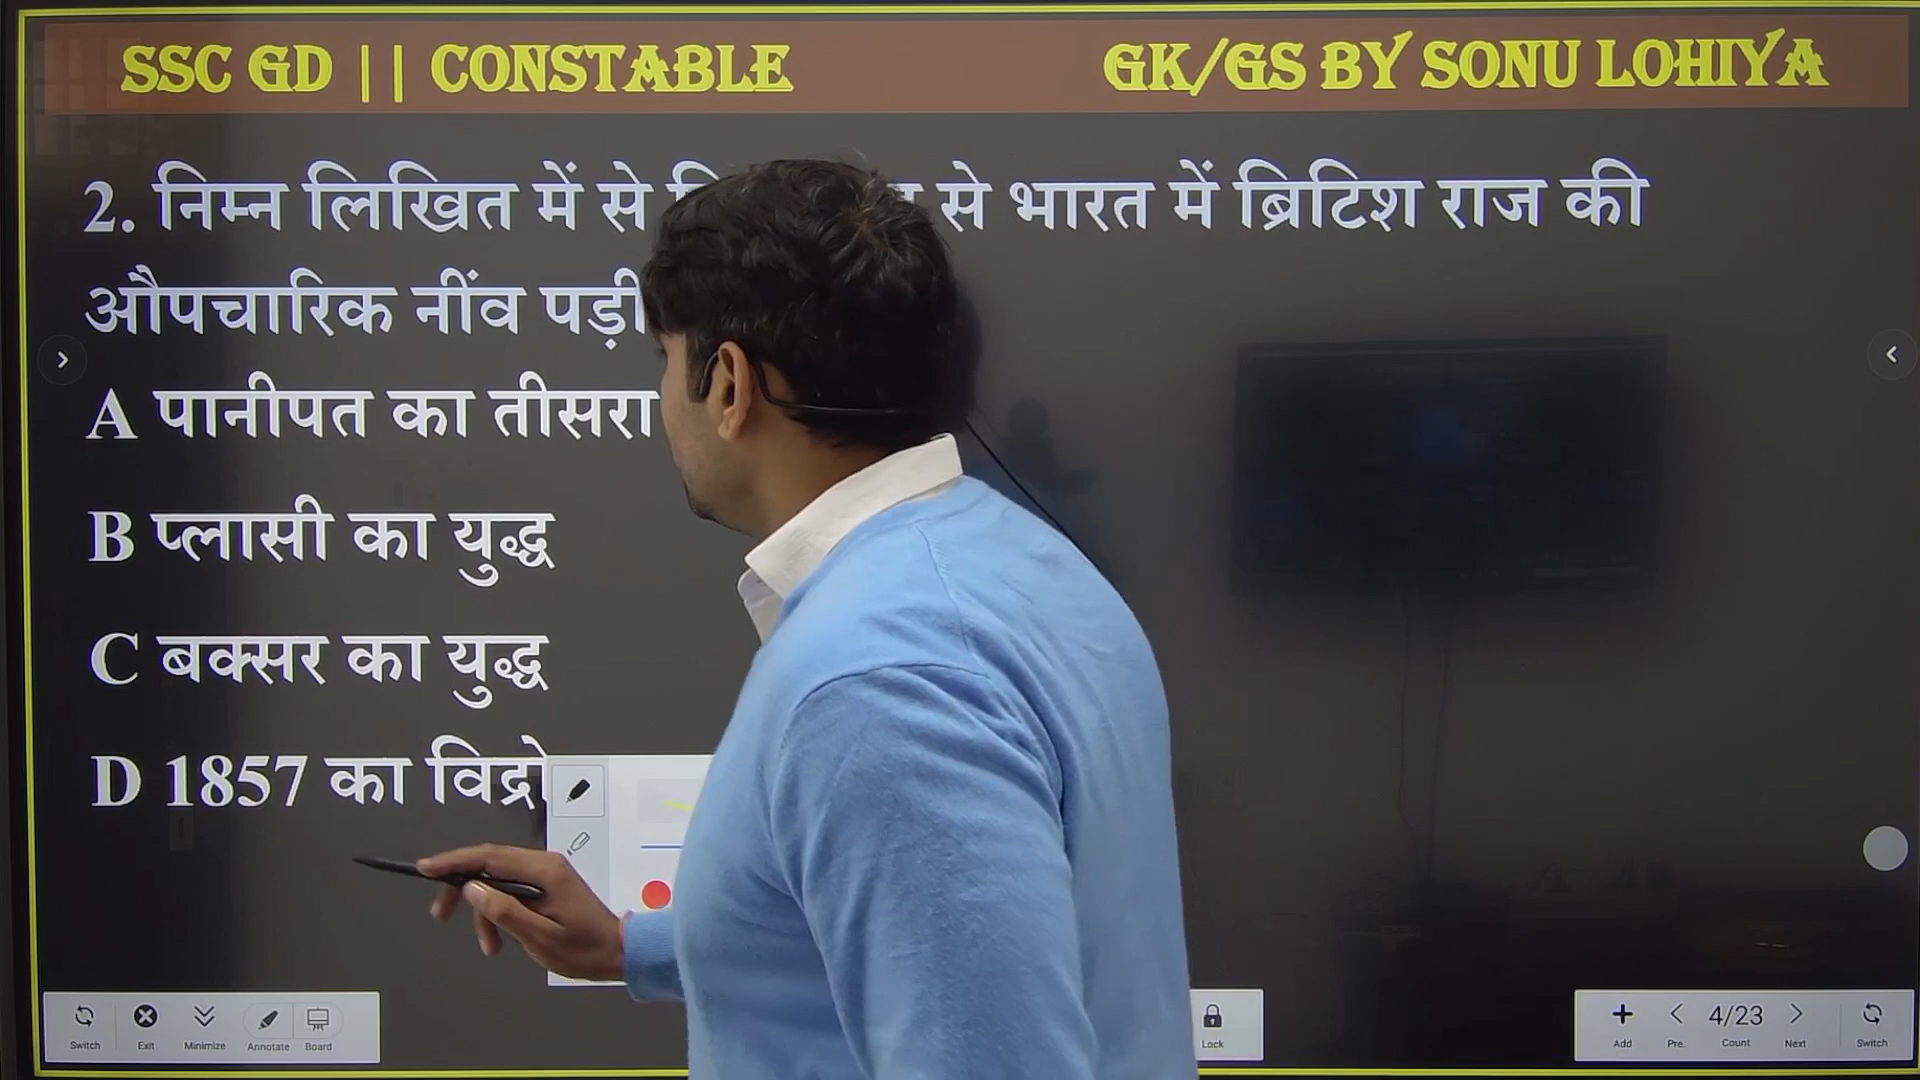 SSC GD || CONSTABLE
GK/GS BY SONU LOHIYA
2. निम्न लिखित में से से भारत में ब्रिटिश राज की
औपचारिक नींव पड़ी
A पानीपत का तीसरा
B प्लासी का युद्ध
C बक्सर का युद्ध
D 1857 का
Switch Exit Minimize Annotate Board
Lock
4/23
Add Pre. Count Next Switch